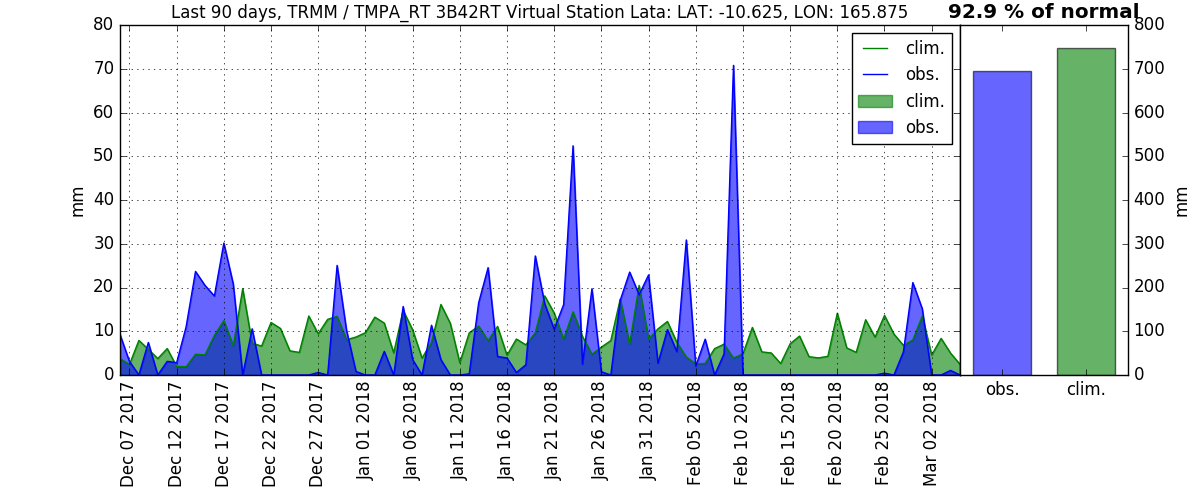 Last 90 days, TRMM / TMPA_RT 3B42RT Virtual Station Lata: LAT: -10.625, LON: 165.875
92.9 % of normal
80
70
60
50
40
30
20
10
0
mm
clim.
obs.
clim.
obs.
800
700
600
500
400
300
200
100
0
mm
Dec 07 2017
Dec 12 2017
Dec 17 2017
Dec 22 2017
Dec 27 2017
Jan 01 2018
Jan 06 2018
Jan 11 2018
Jan 16 2018
Jan 21 2018
Jan 26 2018
Jan 31 2018
Feb 05 2018
Feb 10 2018
Feb 15 2018
Feb 20 2018
Feb 25 2018
Mar 02 2018
obs.
clim.